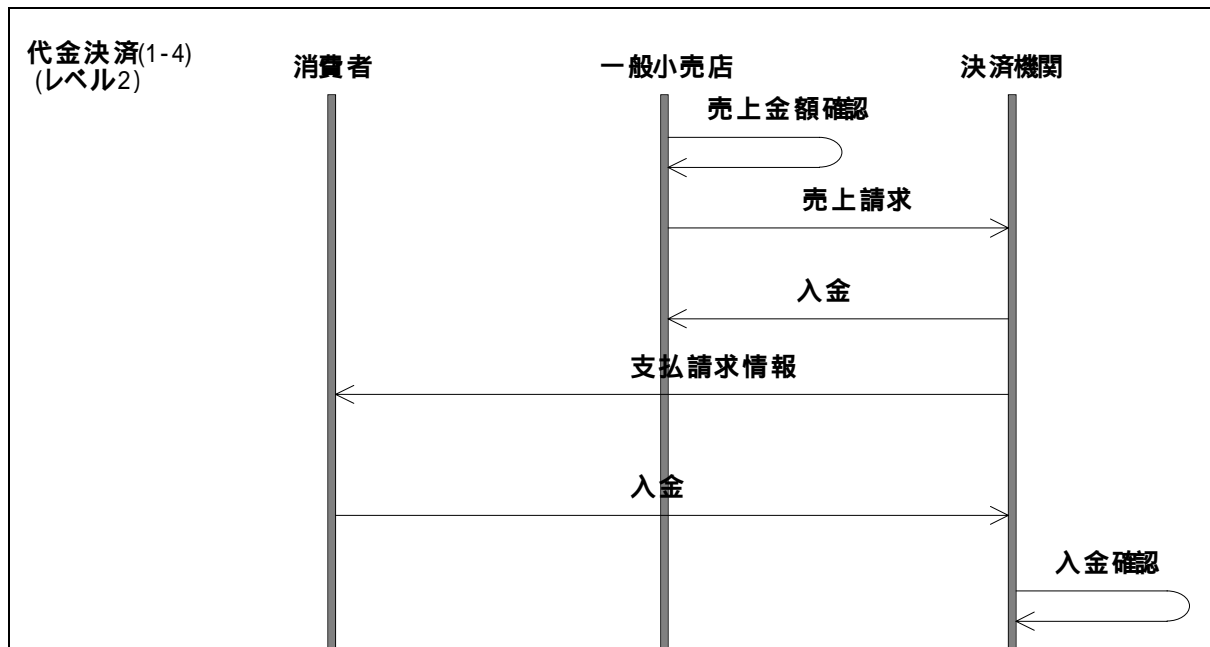 代金決済(1-4)
(レベル2)
消費者
一般小売店
決済機関
売上金額確認
売上請求
入金
支払請求情報
入金
入金確認